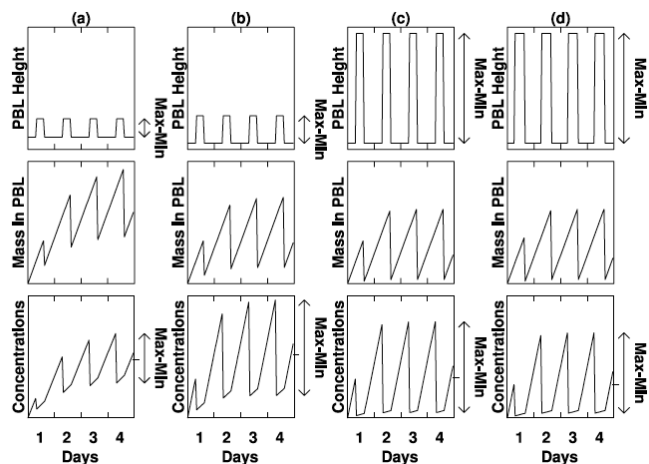 (a) (b) (c) (d)
PBL Height Max-Min PBL Height Max-Min PBL Height Max-Min PBL Height Max-Min
Mass in PBL Mass in PBL Mass in PBL Mass in PBL
Concentrations Max-Min Concentrations Max-Min Concentrations Max-Min Concentrations Max-Min
1 2 3 4 1 2 3 4 1 2 3 4 1 2 3 4
Days Days Days Days